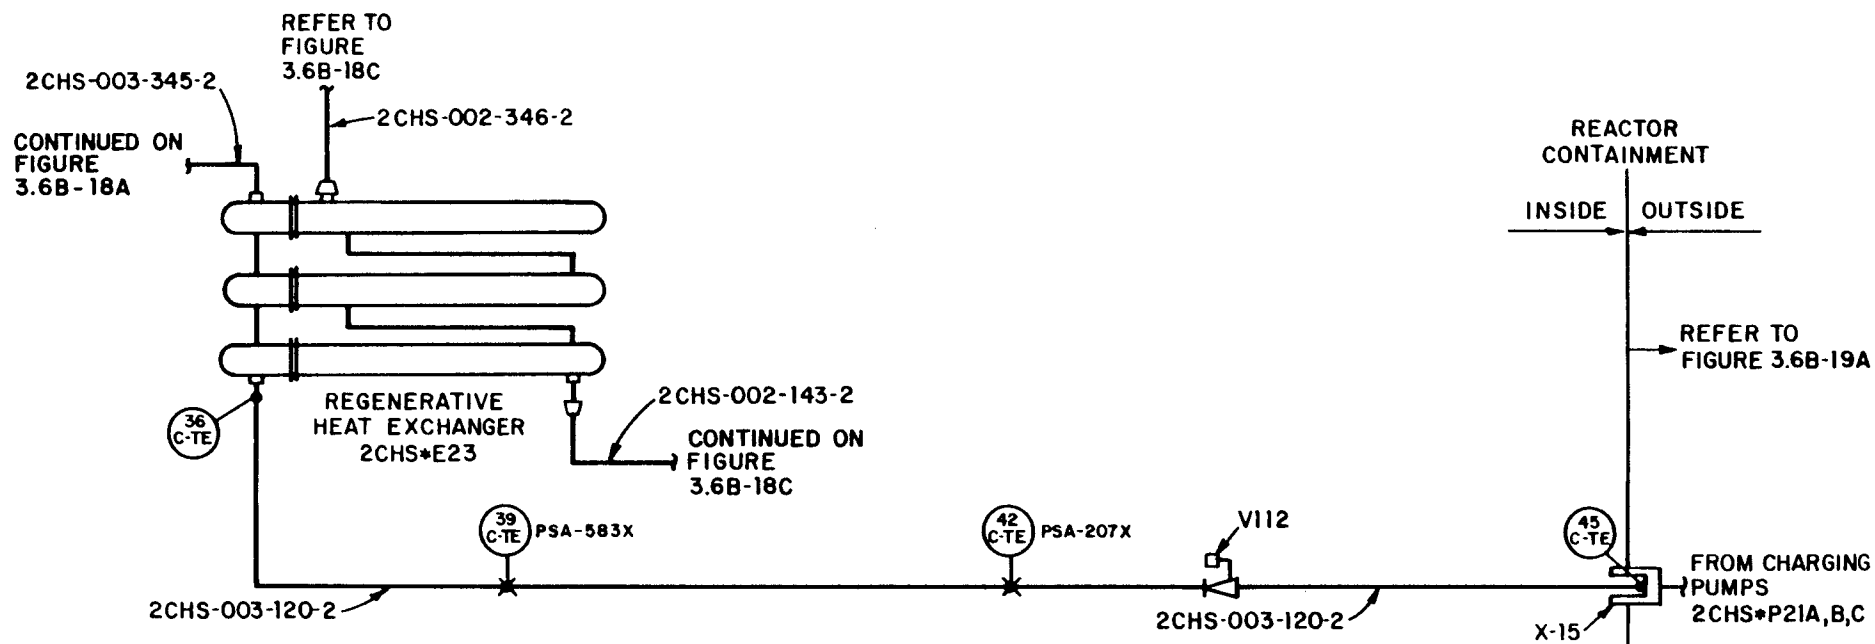 REFER TO
FIGURE
3.6B-18C
2CHS-003-345-2
2CHS-002-346-2
CONTINUED ON
FIGURE
3.6B-18A
REACTOR
CONTAINMENT
INSIDE
OUTSIDE
REFER TO
FIGURE 3.6B-19A
36
C-TE
REGENERATIVE
HEAT EXCHANGER
2CHS*E23
2CHS-002-143-2
CONTINUED ON
FIGURE
3.6B-18C
39
C-TE
PSA-583X
42
C-TE
PSA-207X
V112
45
C-TE
FROM CHARGING
PUMPS
2CHS*P21A,B,C
2CHS-003-120-2
2CHS-003-120-2
X-15